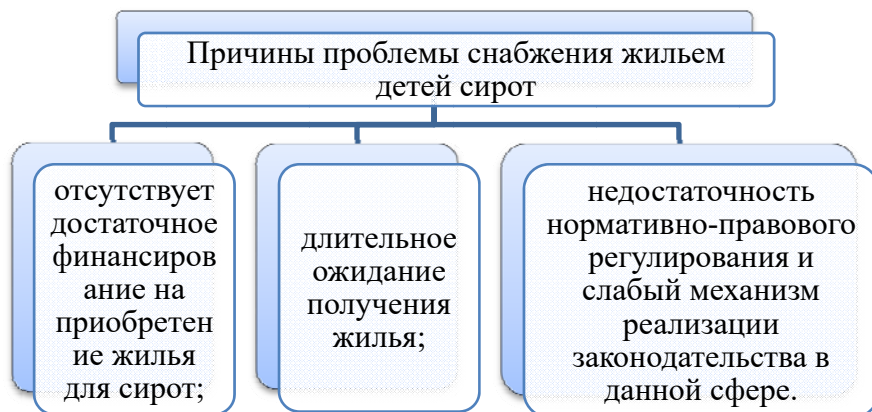 Причины проблемы снабжения жильем
детей сирот
отсутствует
достаточное
финансиров
ание на
приобретен
ие жилья
для сирот;
длительное
ожидание
получения
жилья;
недостаточность
нормативно-правового
регулирования и
слабый механизм
реализации
законодательства в
данной сфере.